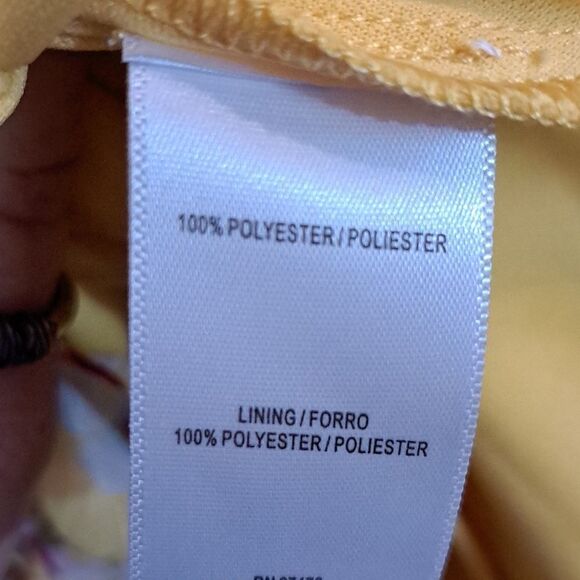 100% POLYESTER / POLIESTER
LINING / FORRO
100% POLYESTER / POLIESTER